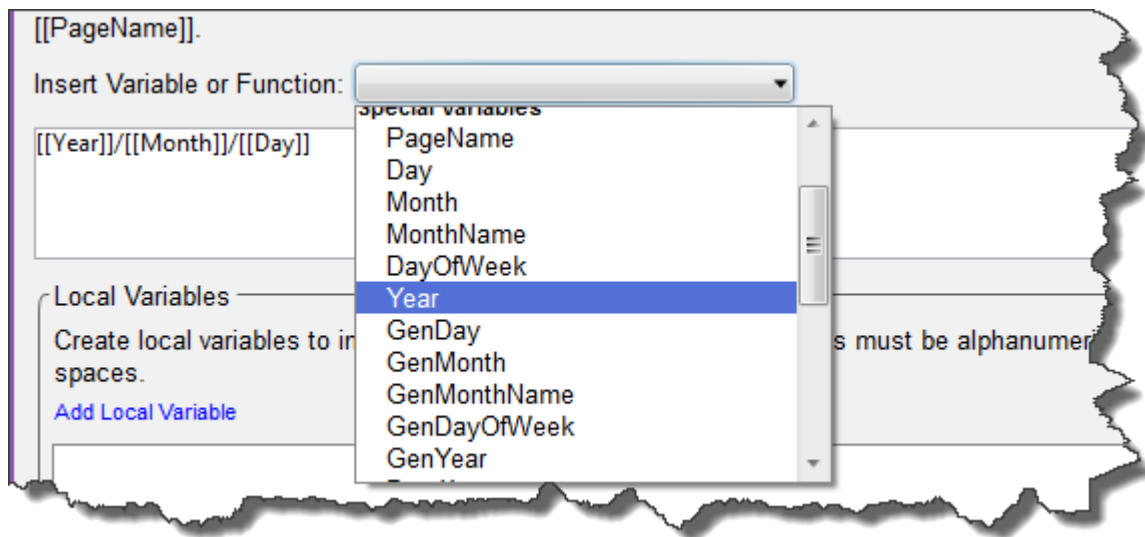 [[PageName]].
Insert Variable or Function:
Special Variables
[[Year]]/[[Month]]/[[Day]]
PageName
Day
Month
MonthName
DayOfWeek
Year
GenDay
GenMonth
GenMonthName
GenDayOfWeek
GenYear
Local Variables
Create local variables to in
s must be alphanumeri
spaces.
Add Local Variable